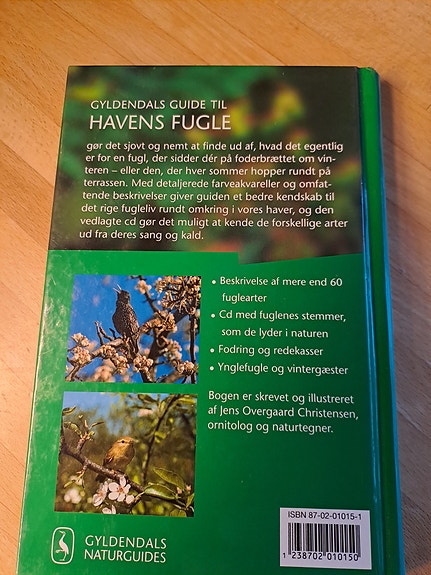 GYLDENDALS GUIDE TIL
HAVENS FUGLE
gør det sjovt og nemt at finde ud af, hvad det egentlig
er for en fugl, der sidder dér på foderbrættet om vin-
teren – eller den, der hver sommer hopper rundt på
terrassen. Med detaljerede farveakvareller og omfat-
tende beskrivelser giver guiden et bedre kendskab til
det rige fugleliv rundt omkring i vores haver, og den
vedlagte cd gør det muligt at kende de forskellige arter
ud fra deres sang og kald.
• Beskrivelse af mere end 60
fuglearter
• Cd med fuglenes stemmer,
som de lyder i naturen
• Fodring og redekasser
• Ynglefugle og vintergæster
Bogen er skrevet og illustreret
af Jens Overgaard Christensen,
ornitolog og naturtegner.
ISBN 87-02-01015-1
1 238702 010150
GYLDENDALS
NATURGUIDES